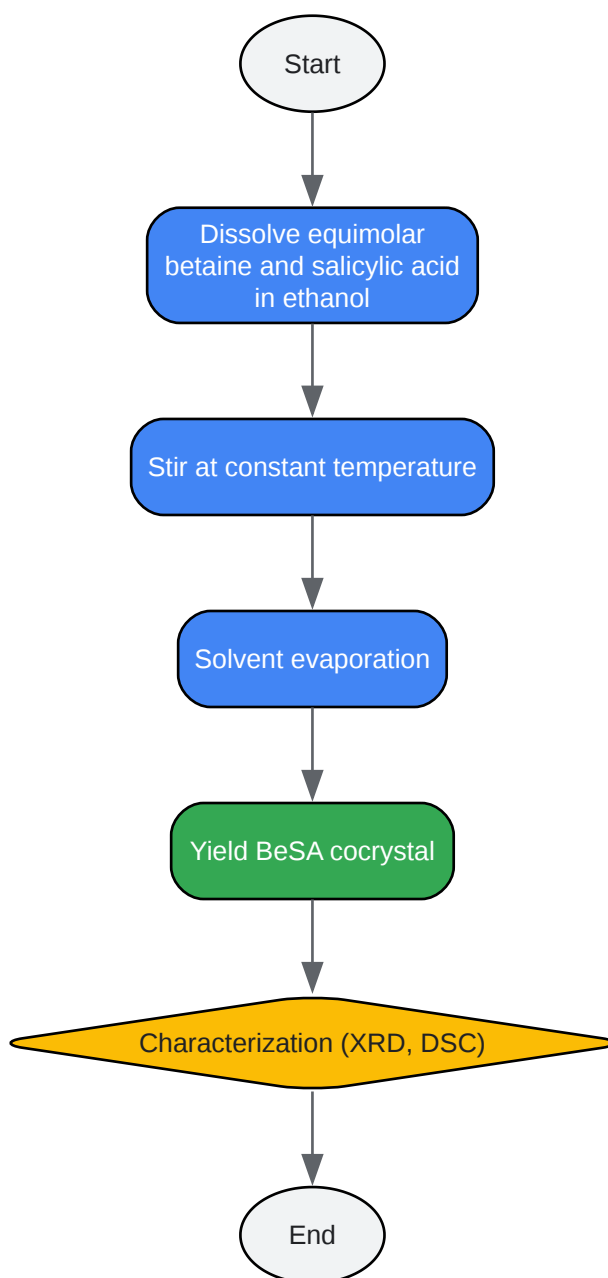 Start
Dissolve equimolar
betaine and salicylic acid
in ethanol
Stir at constant temperature
Solvent evaporation
Yield BeSA cocrystal
Characterization (XRD, DSC)
End